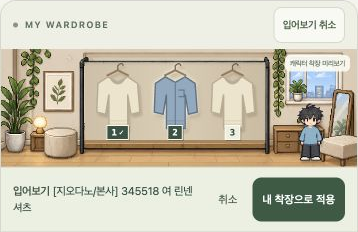 MY WARDROBE
입어보기 취소
캐릭터 착장 미리보기
1 ✓
2
3
입어보기 [지오다노/본사] 345518 여 린넨
셔츠
취소
내 착장으로 적용